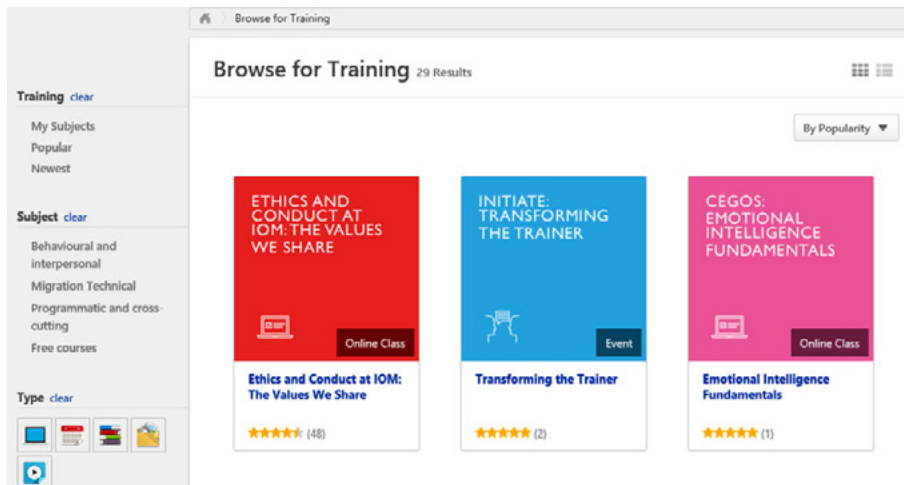 Browse for Training
Browse for Training 29 Results
Training clear
My Subjects
Popular
Newest
Subject clear
Behavioural and
interpersonal
Migration Technical
Programmatic and cross-
cutting
Free courses
Type clear
By Popularity
ETHICS AND
CONDUCT AT
IOM: THE VALUES
WE SHARE
Online Class
Ethics and Conduct at IOM:
The Values We Share
(48)
INITIATE:
TRANSFORMING
THE TRAINER
Event
Transforming the Trainer
(2)
CEGOS:
EMOTIONAL
INTELLIGENCE
FUNDAMENTALS
Online Class
Emotional Intelligence
Fundamentals
(1)